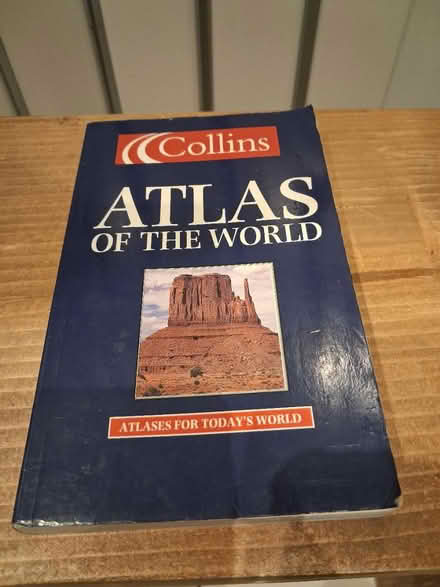 Collins
ATLAS
OF THE WORLD
ATLASES FOR TODAY'S WORLD